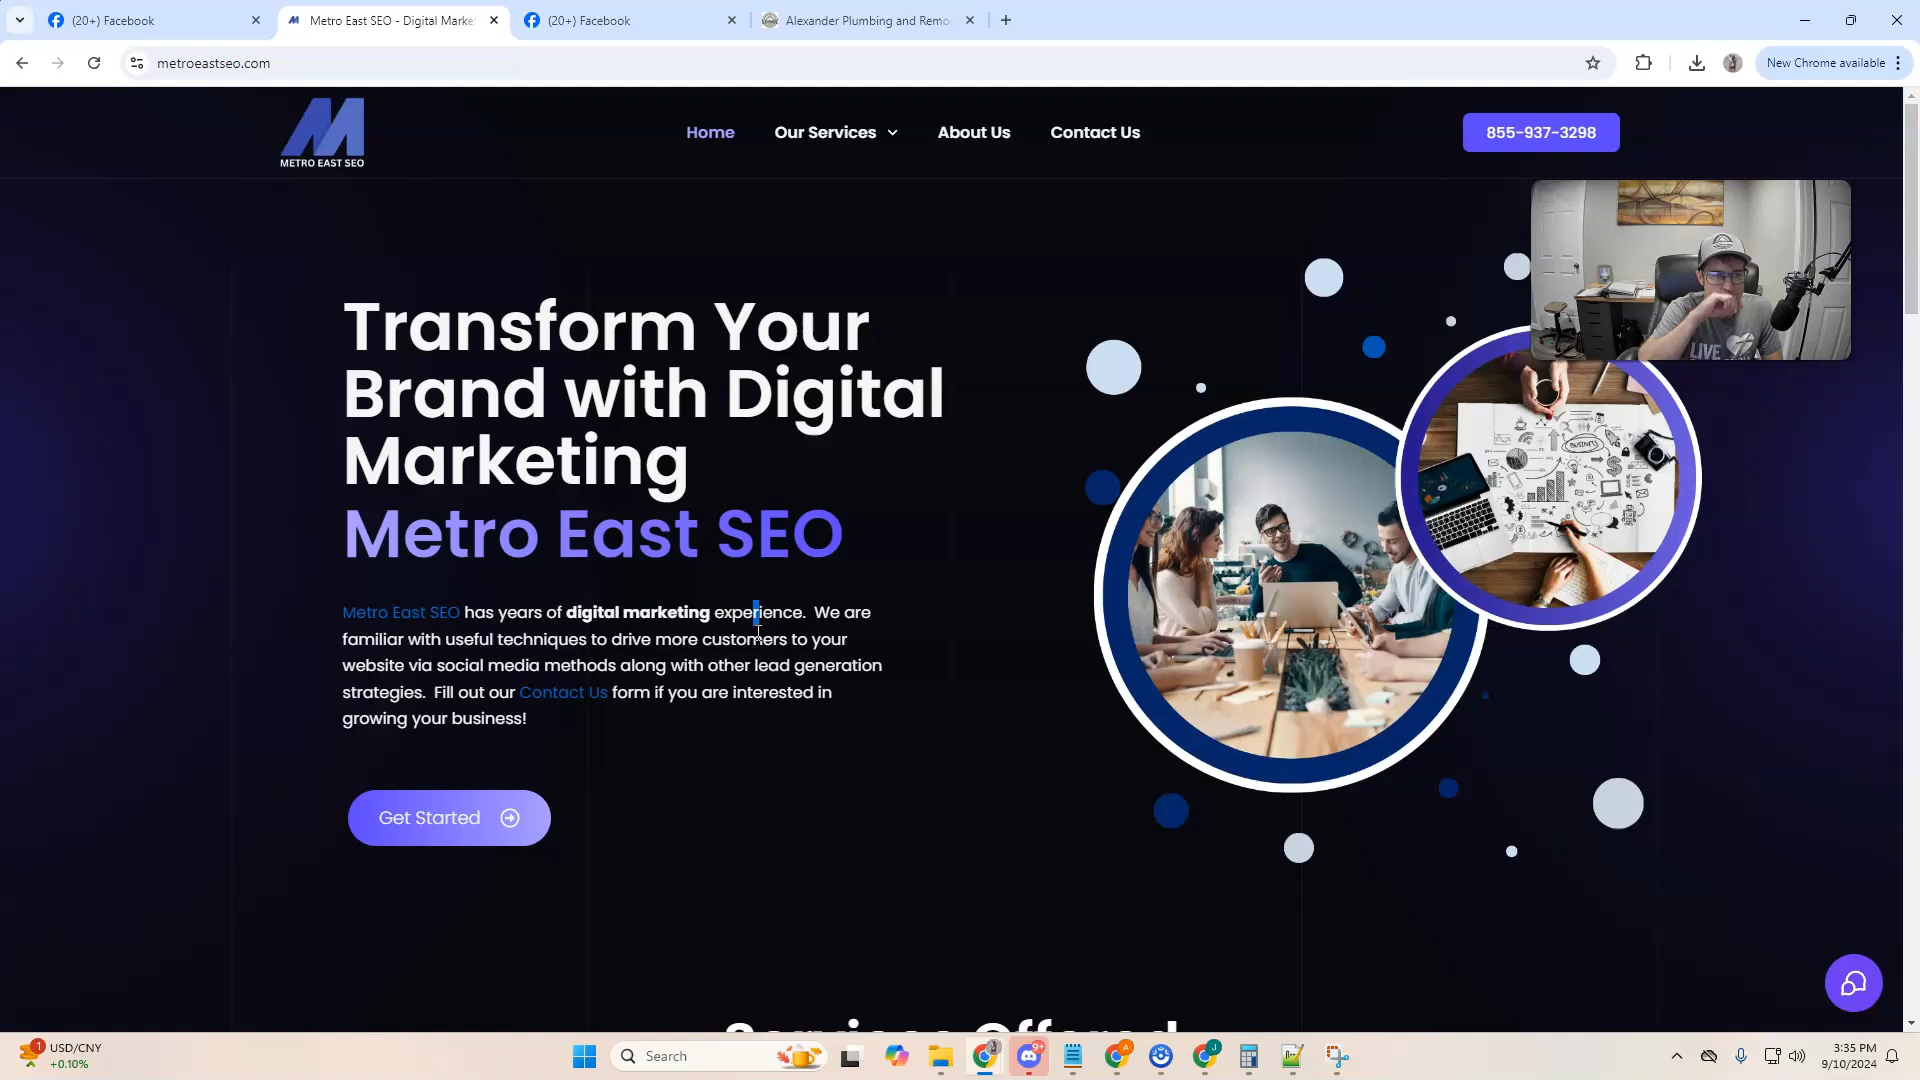 (20+) Facebook
Metro East SEO - Digital Marke
(20+) Facebook
Alexander Plumbing and Remo
metroeastseo.com
New Chrome available
METRO EAST SEO
Home
Our Services
About Us
Contact Us
855-937-3298
LIVE
Transform Your
Brand with Digital
Marketing
Metro East SEO
BUSINESS
Metro East SEO has years of digital marketing experience.  We are
familiar with useful techniques to drive more customers to your
website via social media methods along with other lead generation
strategies.  Fill out our Contact Us form if you are interested in
growing your business!
Get Started
Services Offered
1
USD/CNY
+0.10%
Search
9+
A
J
3:35 PM
9/10/2024